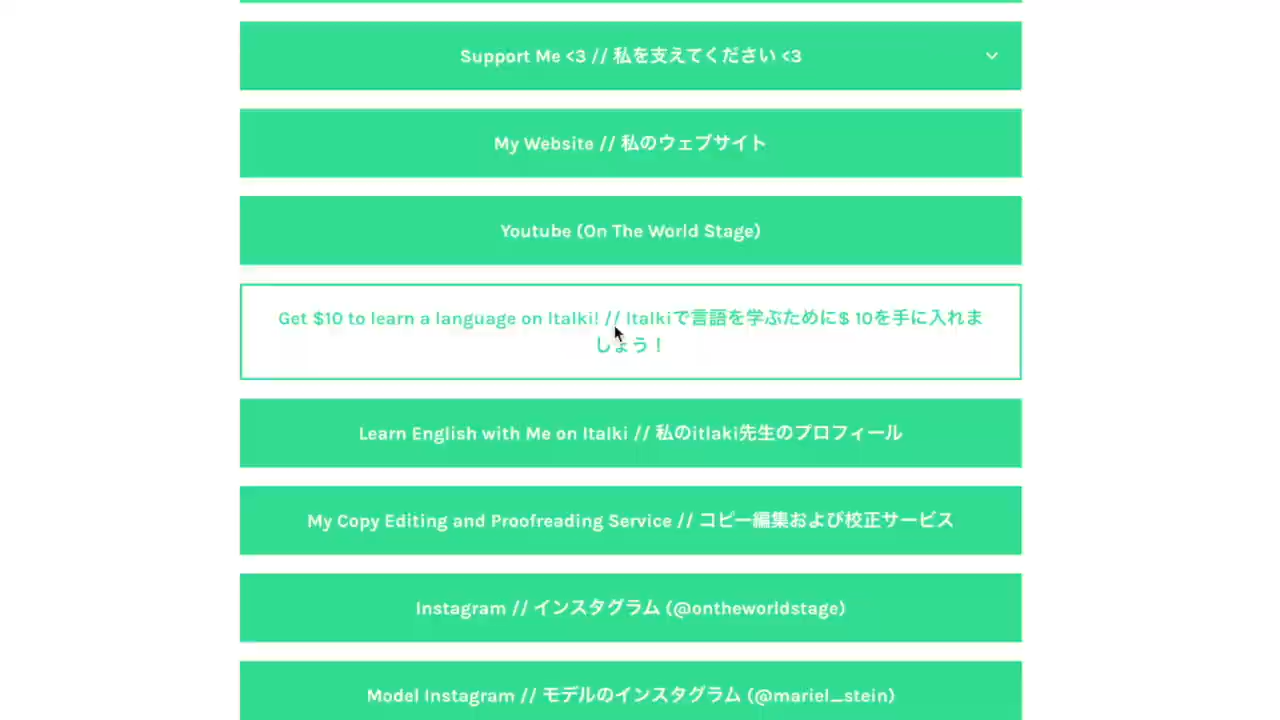 Support Me <3 // 私を支えてください <3
My Website // 私のウェブサイト
Youtube (On The World Stage)
Get $10 to learn a language on Italki! // Italkiで言語を学ぶために$ 10を手に入れま
しょう！
Learn English with Me on Italki // 私のitlaki先生のプロフィール
My Copy Editing and Proofreading Service // コピー編集および校正サービス
Instagram // インスタグラム (@ontheworldstage)
Model Instagram // モデルのインスタグラム (@mariel_stein)